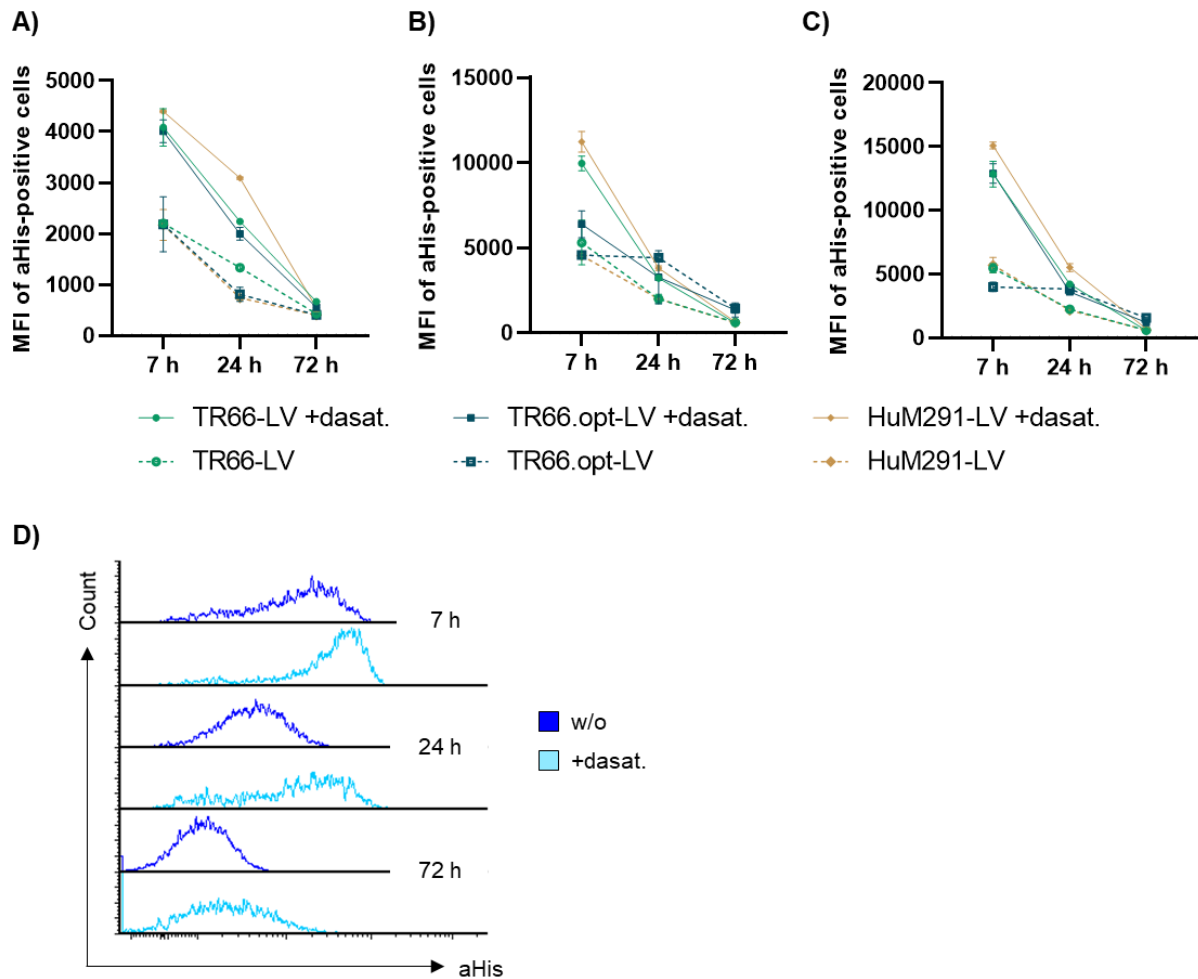 A)
MFI of aHis-positive cells
5000
4000
3000
2000
1000
0
7 h 24 h 72 h
B)
MFI of aHis-positive cells
15000
10000
5000
0
7 h 24 h 72 h
C)
MFI of aHis-positive cells
20000
15000
10000
5000
0
7 h 24 h 72 h
TR66-LV +dasat. TR66.opt-LV +dasat. HuM291-LV +dasat.
TR66-LV TR66.opt-LV HuM291-LV
D)
Count
7 h
24 h
72 h
aHis
w/o
+dasat.